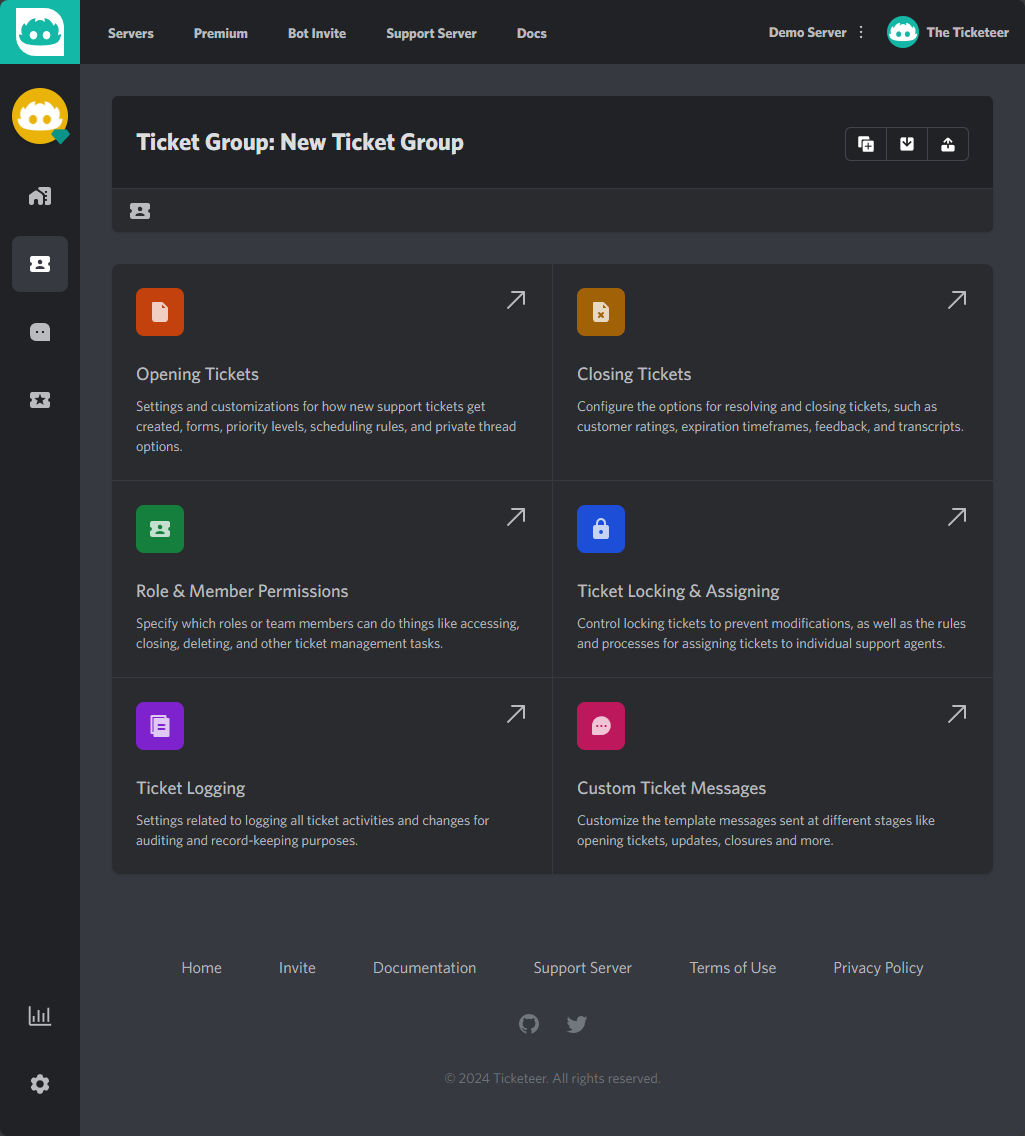 Servers
Premium
Bot Invite
Support Server
Docs
Demo Server
The Ticketeer
Ticket Group: New Ticket Group
Opening Tickets
Settings and customizations for how new support tickets get
created, forms, priority levels, scheduling rules, and private thread
options.
Closing Tickets
Configure the options for resolving and closing tickets, such as
customer ratings, expiration timeframes, feedback, and transcripts.
Role & Member Permissions
Specify which roles or team members can do things like accessing,
closing, deleting, and other ticket management tasks.
Ticket Locking & Assigning
Control locking tickets to prevent modifications, as well as the rules
and processes for assigning tickets to individual support agents.
Ticket Logging
Settings related to logging all ticket activities and changes for
auditing and record-keeping purposes.
Custom Ticket Messages
Customize the template messages sent at different stages like
opening tickets, updates, closures and more.
Home
Invite
Documentation
Support Server
Terms of Use
Privacy Policy
© 2024 Ticketeer. All rights reserved.